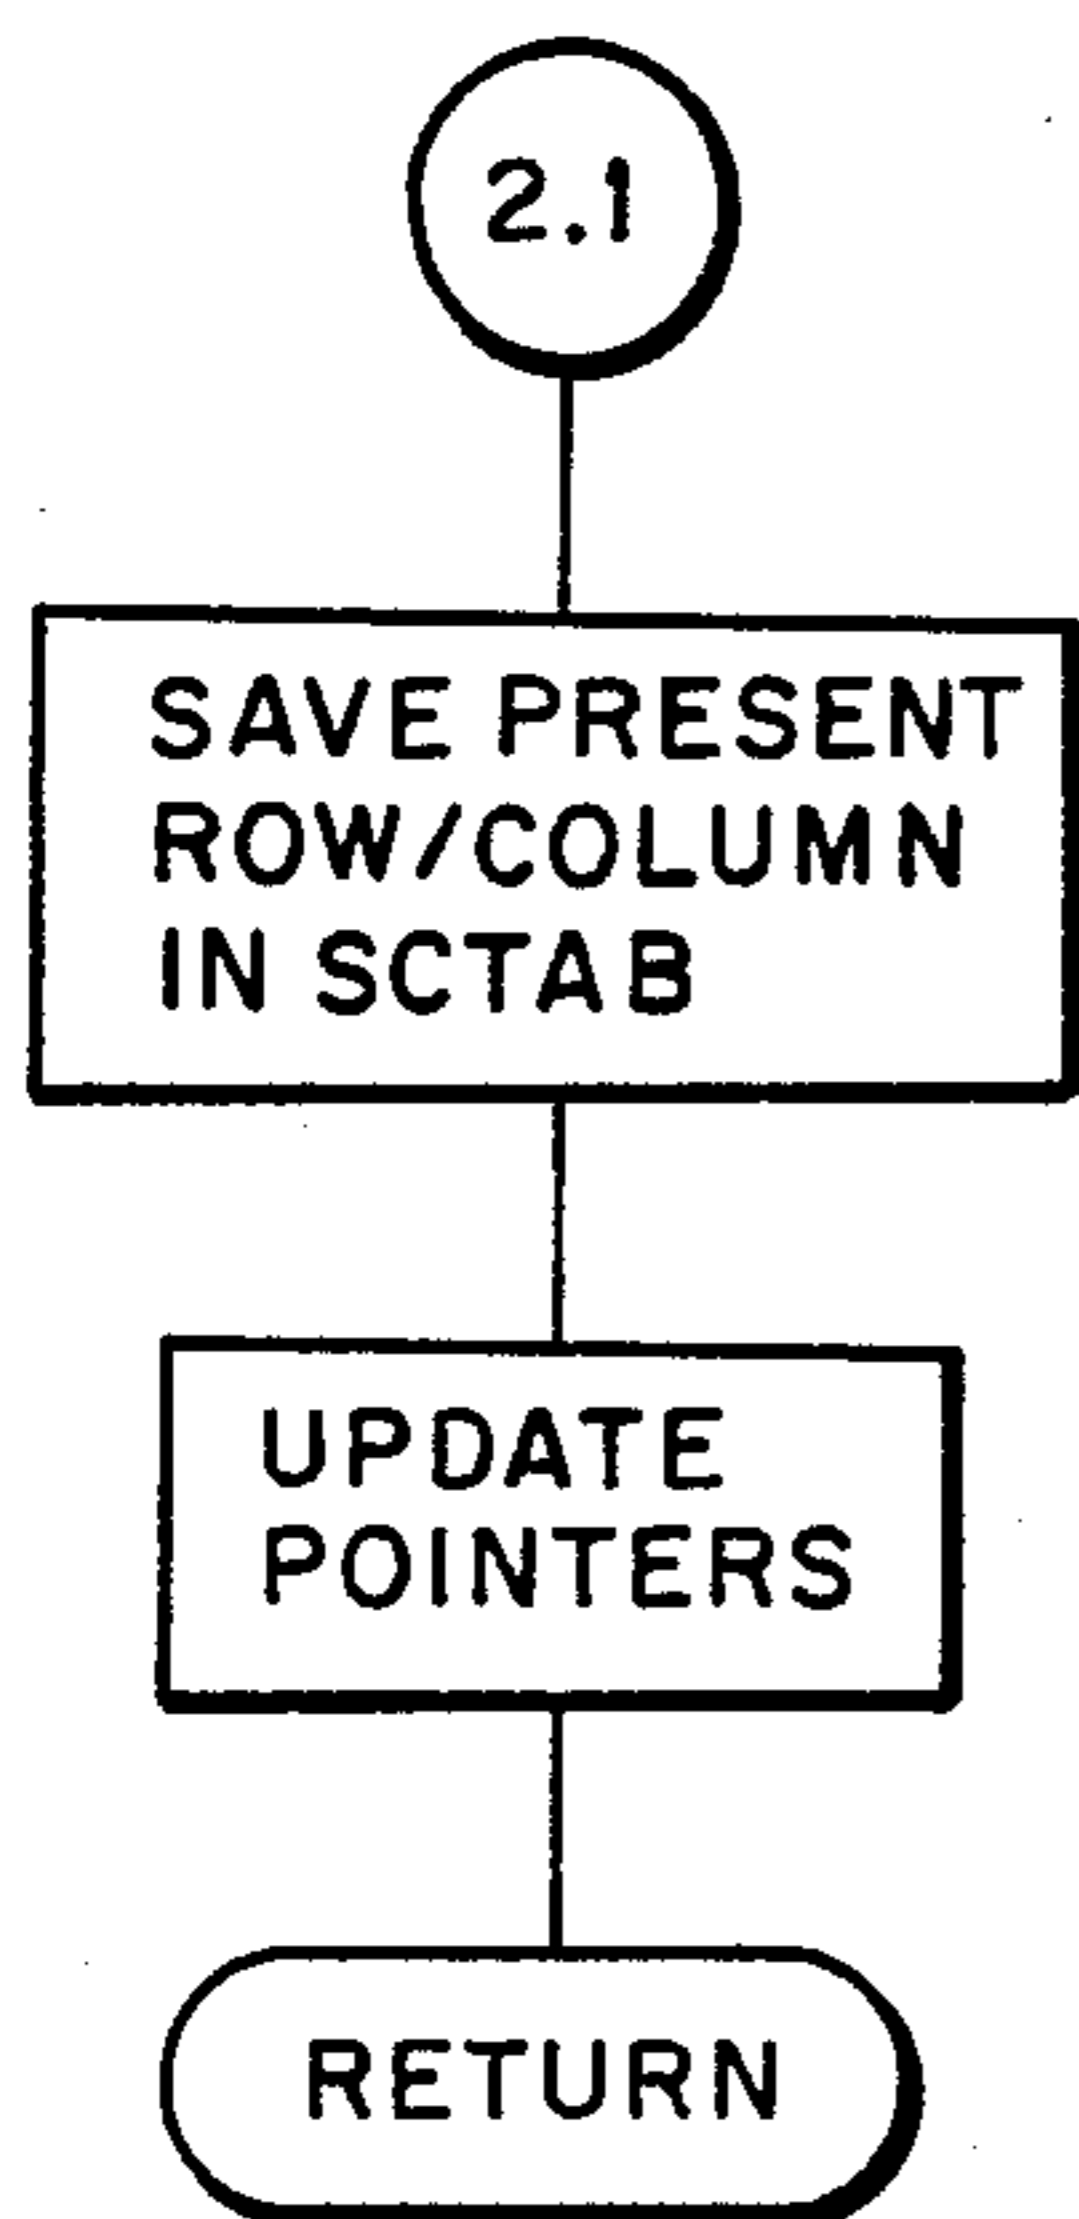 2.1
SAVE PRESENT
ROW/COLUMN
IN SCTAB
UPDATE
POINTERS
RETURN